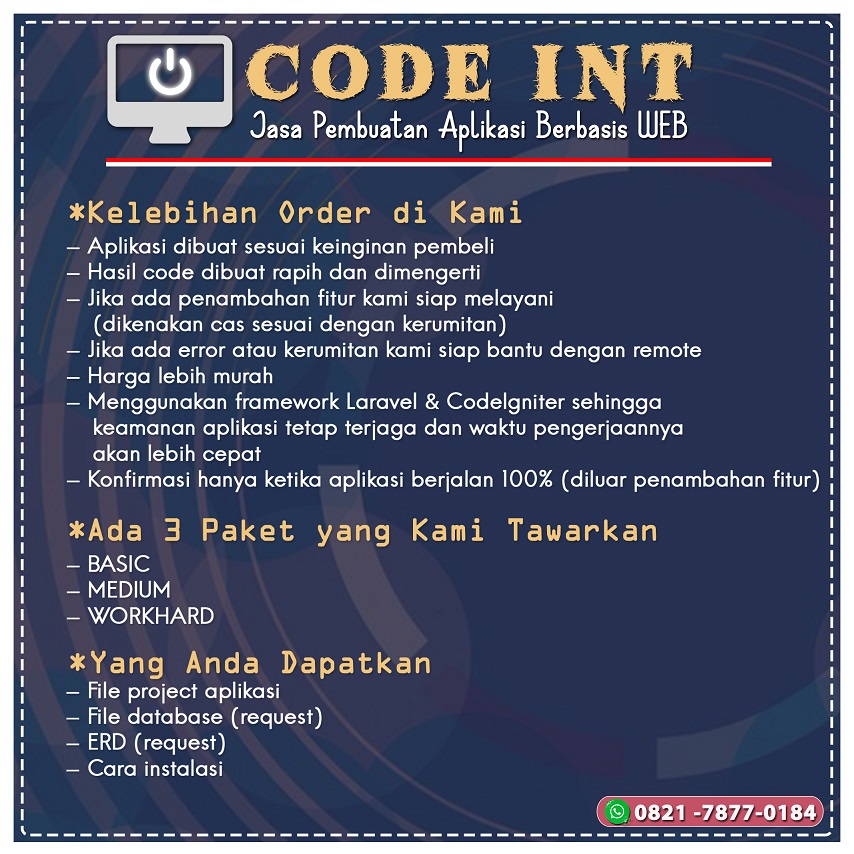 CODE INT
Jasa Pembuatan Aplikasi Berbasis WEB
*Kelebihan Order di Kami
– Aplikasi dibuat sesuai keinginan pembeli
– Hasil code dibuat rapih dan dimengerti
– Jika ada penambahan fitur kami siap melayani
(dikenakan cas sesuai dengan kerumitan)
– Jika ada error atau kerumitan kami siap bantu dengan remote
– Harga lebih murah
– Menggunakan framework Laravel & CodeIgniter sehingga
keamanan aplikasi tetap terjaga dan waktu pengerjaannya
akan lebih cepat
– Konfirmasi hanya ketika aplikasi berjalan 100% (diluar penambahan fitur)
*Ada 3 Paket yang Kami Tawarkan
– BASIC
– MEDIUM
– WORKHARD
*Yang Anda Dapatkan
– File project aplikasi
– File database (request)
– ERD (request)
– Cara instalasi
0821 -7877-0184